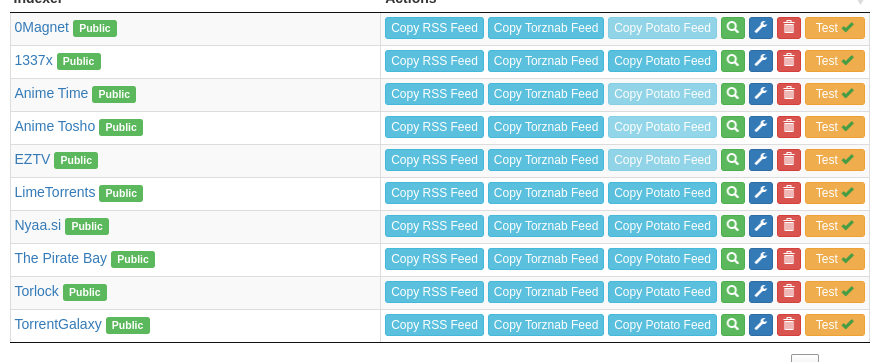 Indexer Actions
0Magnet Public Copy RSS Feed Copy Torznab Feed Copy Potato Feed Test
1337x Public Copy RSS Feed Copy Torznab Feed Copy Potato Feed Test
Anime Time Public Copy RSS Feed Copy Torznab Feed Copy Potato Feed Test
Anime Tosho Public Copy RSS Feed Copy Torznab Feed Copy Potato Feed Test
EZTV Public Copy RSS Feed Copy Torznab Feed Copy Potato Feed Test
LimeTorrents Public Copy RSS Feed Copy Torznab Feed Copy Potato Feed Test
Nyaa.si Public Copy RSS Feed Copy Torznab Feed Copy Potato Feed Test
The Pirate Bay Public Copy RSS Feed Copy Torznab Feed Copy Potato Feed Test
Torlock Public Copy RSS Feed Copy Torznab Feed Copy Potato Feed Test
TorrentGalaxy Public Copy RSS Feed Copy Torznab Feed Copy Potato Feed Test